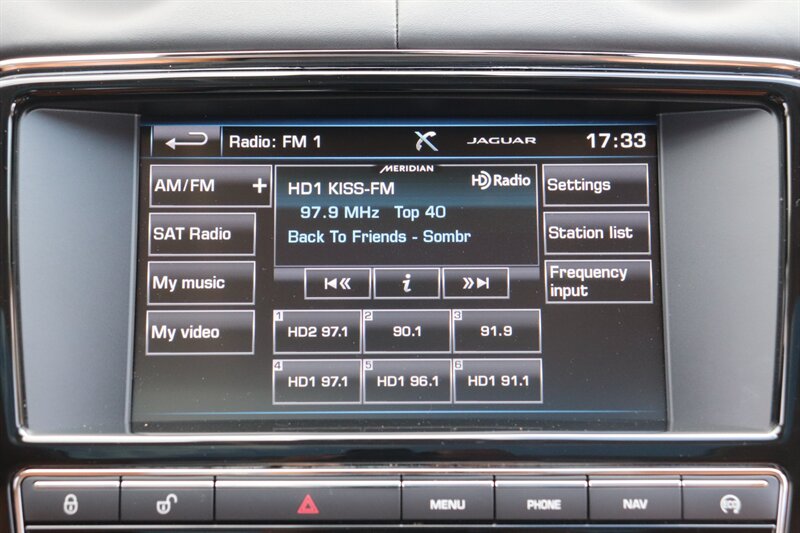 Radio: FM 1 JAGUAR 17:33
MERIDIAN
AM/FM +
HD1 KISS-FM HD Radio
Settings
97.9 MHz Top 40
SAT Radio
Back To Friends - Sombr
Station list
My music
i
Frequency
input
My video
1 HD2 97.1
2 90.1
3 91.9
4 HD1 97.1
5 HD1 96.1
6 HD1 91.1
MENU
PHONE
NAV